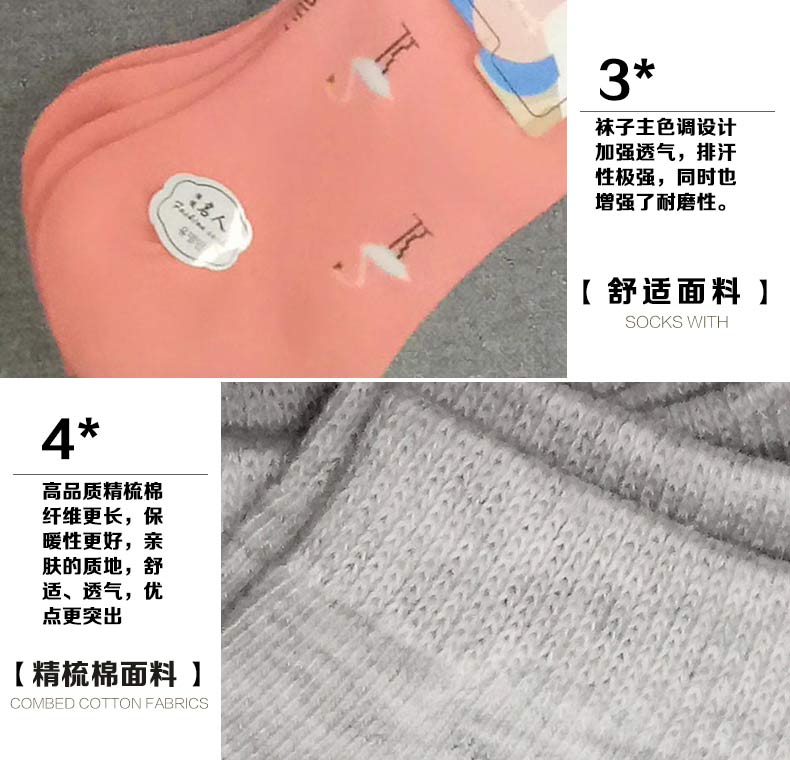 名人
3*
袜子主色调设计
加强透气，排汗
性极强，同时也
增强了耐磨性。
【 舒适面料 】
SOCKS WITH
4*
高品质精梳棉
纤维更长，保
暖性更好，亲
肤的质地，舒
适、透气，优
点更突出
【 精梳棉面料 】
COMBED COTTON FABRICS